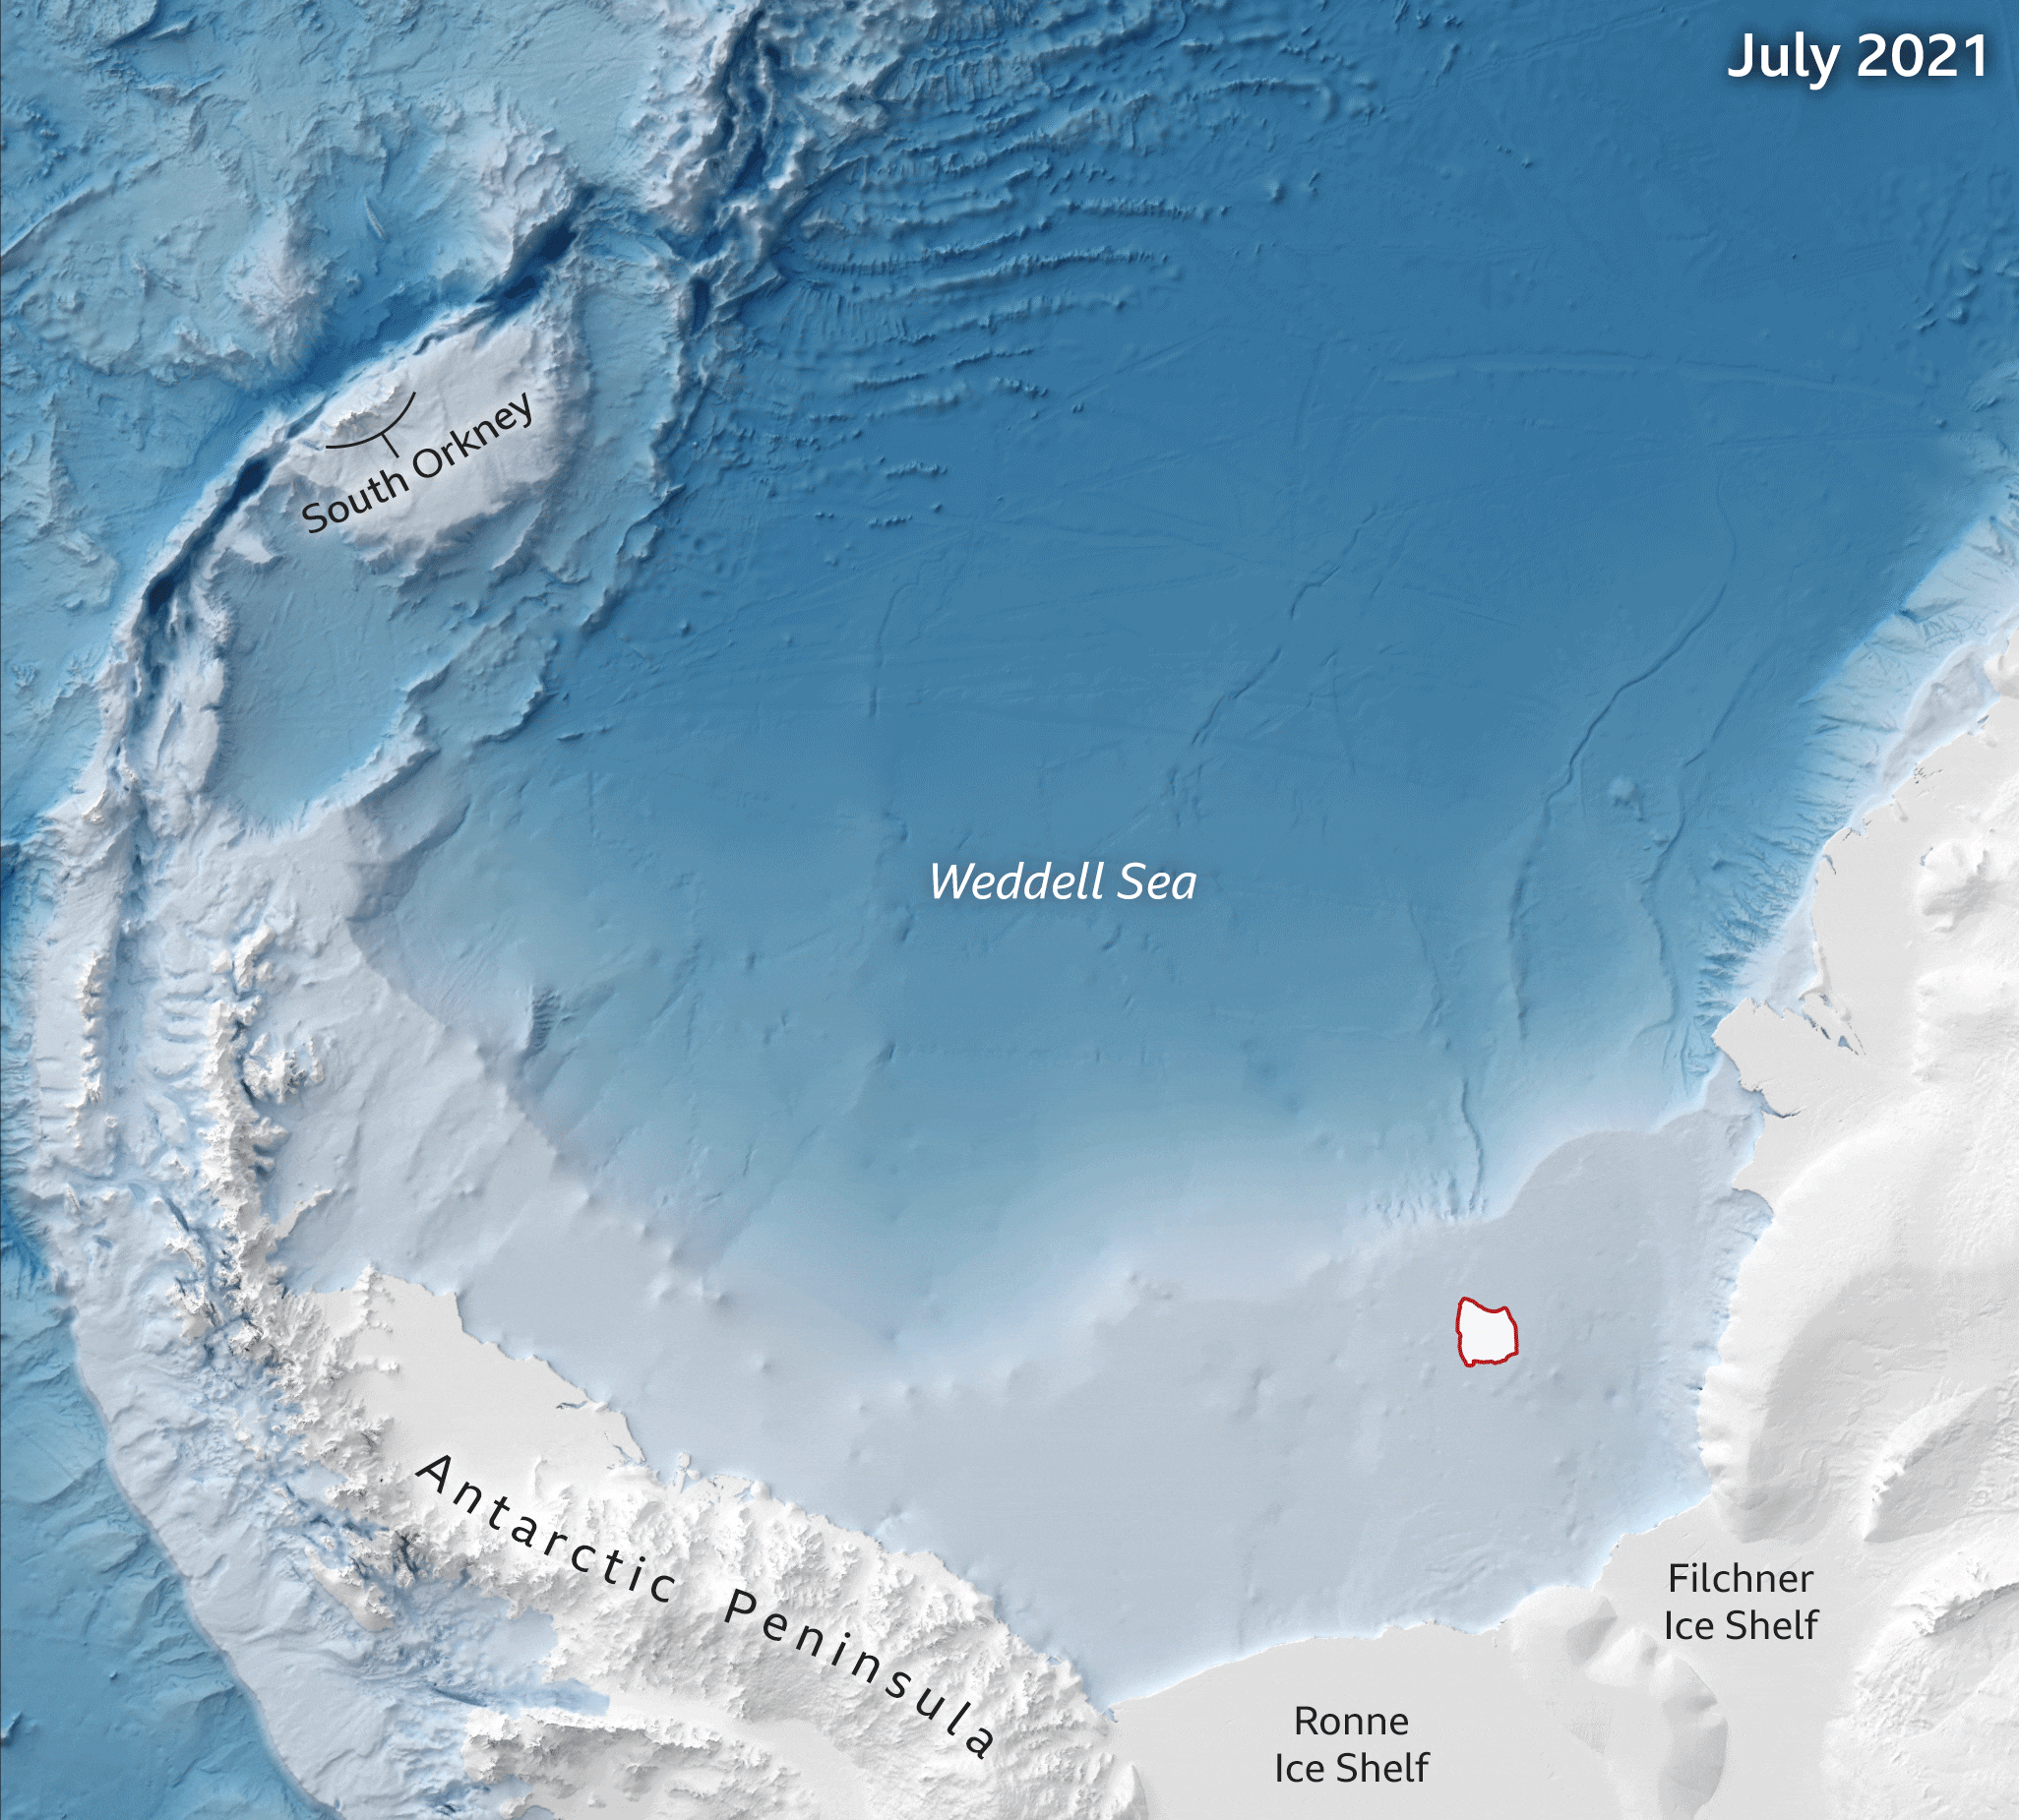 July 2021
South Orkney
Weddell Sea
Antarctic Peninsula
Filchner
Ice Shelf
Ronne
Ice Shelf